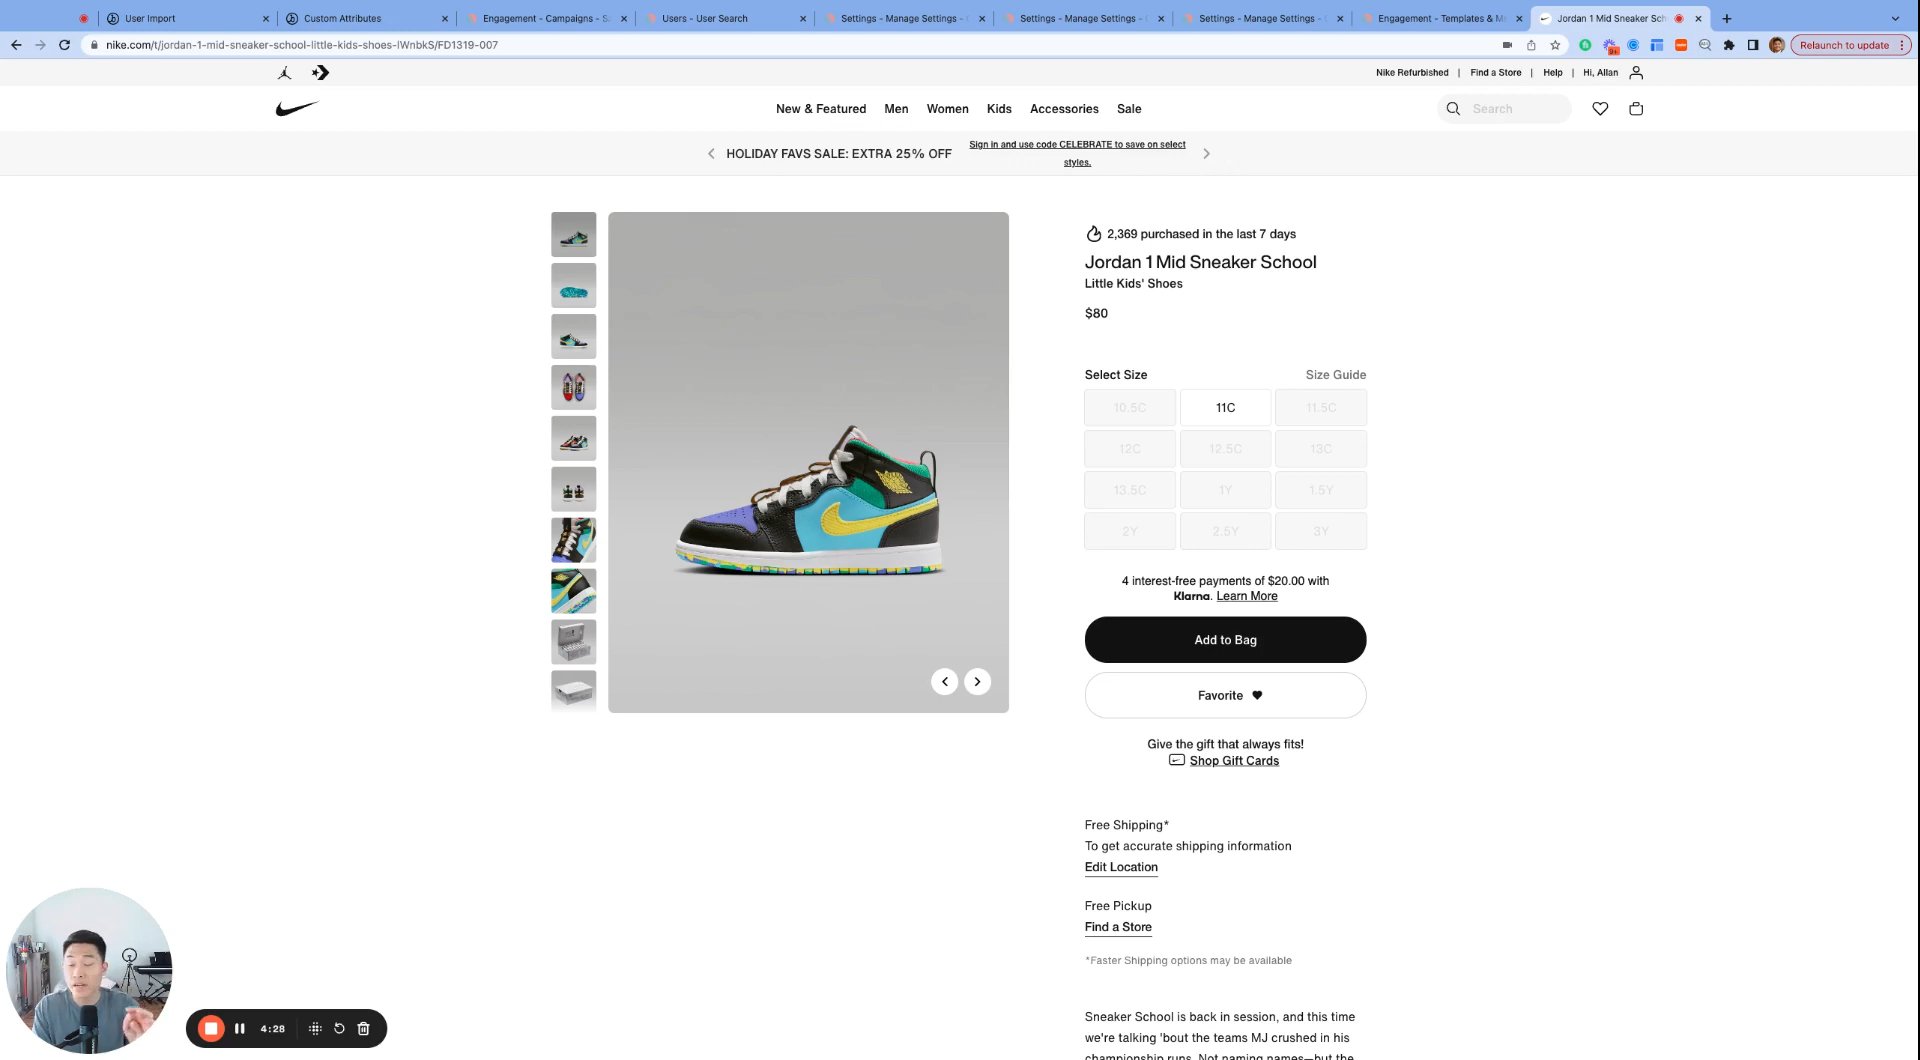 User Import
Custom Attributes
Engagement - Campaigns - S
Users - User Search
Settings - Manage Settings -
Settings - Manage Settings -
Settings - Manage Settings -
Engagement - Templates & M
Jordan 1 Mid Sneaker Sch
nike.com/t/jordan-1-mid-sneaker-school-little-kids-shoes-lWnbkS/FD1319-007
Relaunch to update
Nike Refurbished | Find a Store | Help | Hi, Allan
New & Featured Men Women Kids Accessories Sale
Search
HOLIDAY FAVS SALE: EXTRA 25% OFF
Sign in and use code CELEBRATE to save on select
styles.
2,369 purchased in the last 7 days
Jordan 1 Mid Sneaker School
Little Kids' Shoes
$80
Select Size Size Guide
10.5C 11C 11.5C
12C 12.5C 13C
13.5C 1Y 1.5Y
2Y 2.5Y 3Y
4 interest-free payments of $20.00 with
Klarna. Learn More
Add to Bag
Favorite
Give the gift that always fits!
Shop Gift Cards
Free Shipping*
To get accurate shipping information
Edit Location
Free Pickup
Find a Store
*Faster Shipping options may be available
Sneaker School is back in session, and this time
we're talking 'bout the teams MJ crushed in his
championship runs. Not naming names—but the
4:28